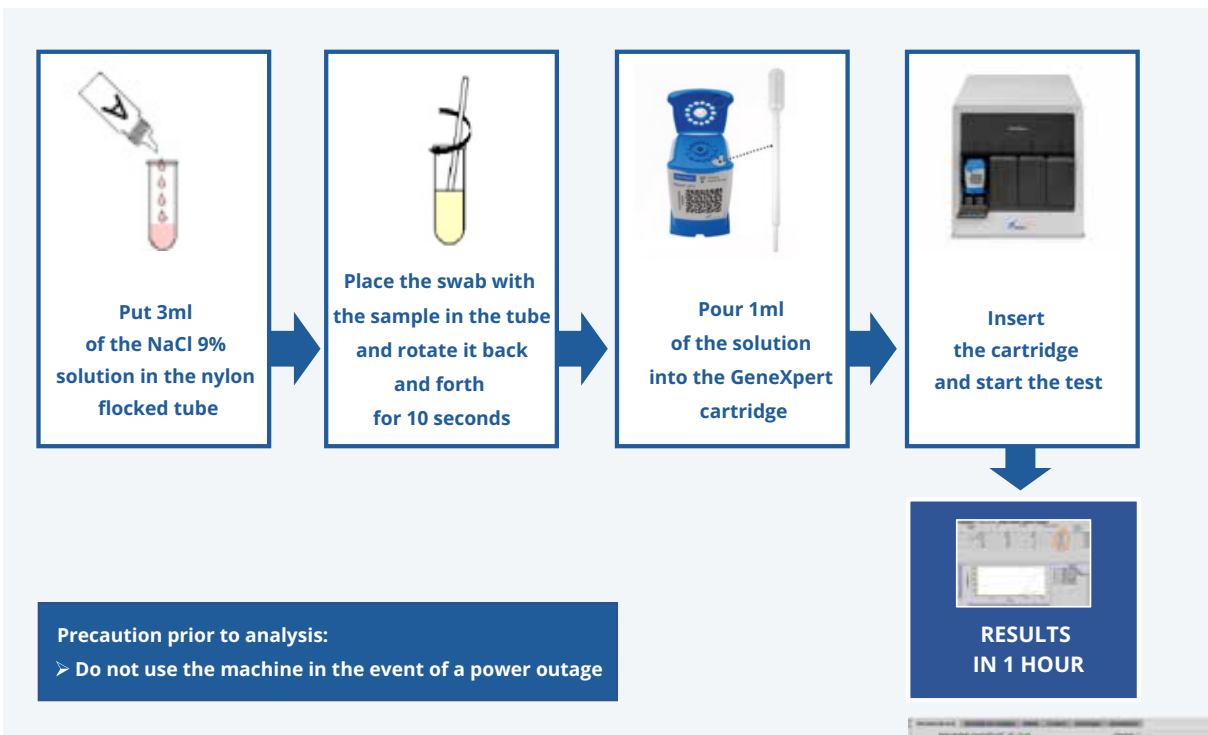 A
Put 3ml
of the NaCl 9%
solution in the nylon
flocked tube
Place the swab with
the sample in the tube
and rotate it back
and forth
for 10 seconds
Pour 1ml
of the solution
into the GeneXpert
cartridge
Insert
the cartridge
and start the test
RESULTS
IN 1 HOUR
Precaution prior to analysis:
➢ Do not use the machine in the event of a power outage